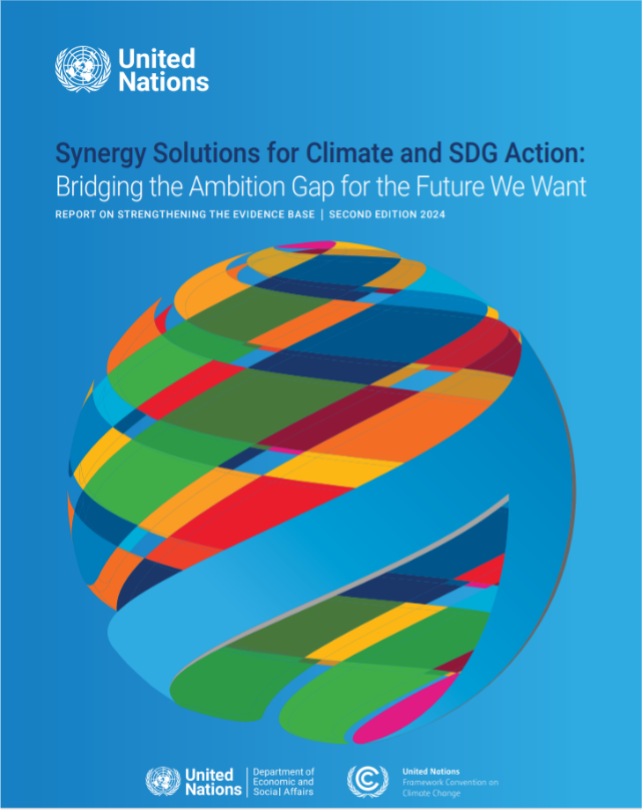 United
Nations
Synergy Solutions for Climate and SDG Action:
Bridging the Ambition Gap for the Future We Want
REPORT ON STRENGTHENING THE EVIDENCE BASE | SECOND EDITION 2024
United
Nations
Department of
Economic and
Social Affairs
United Nations
Framework Convention on
Climate Change